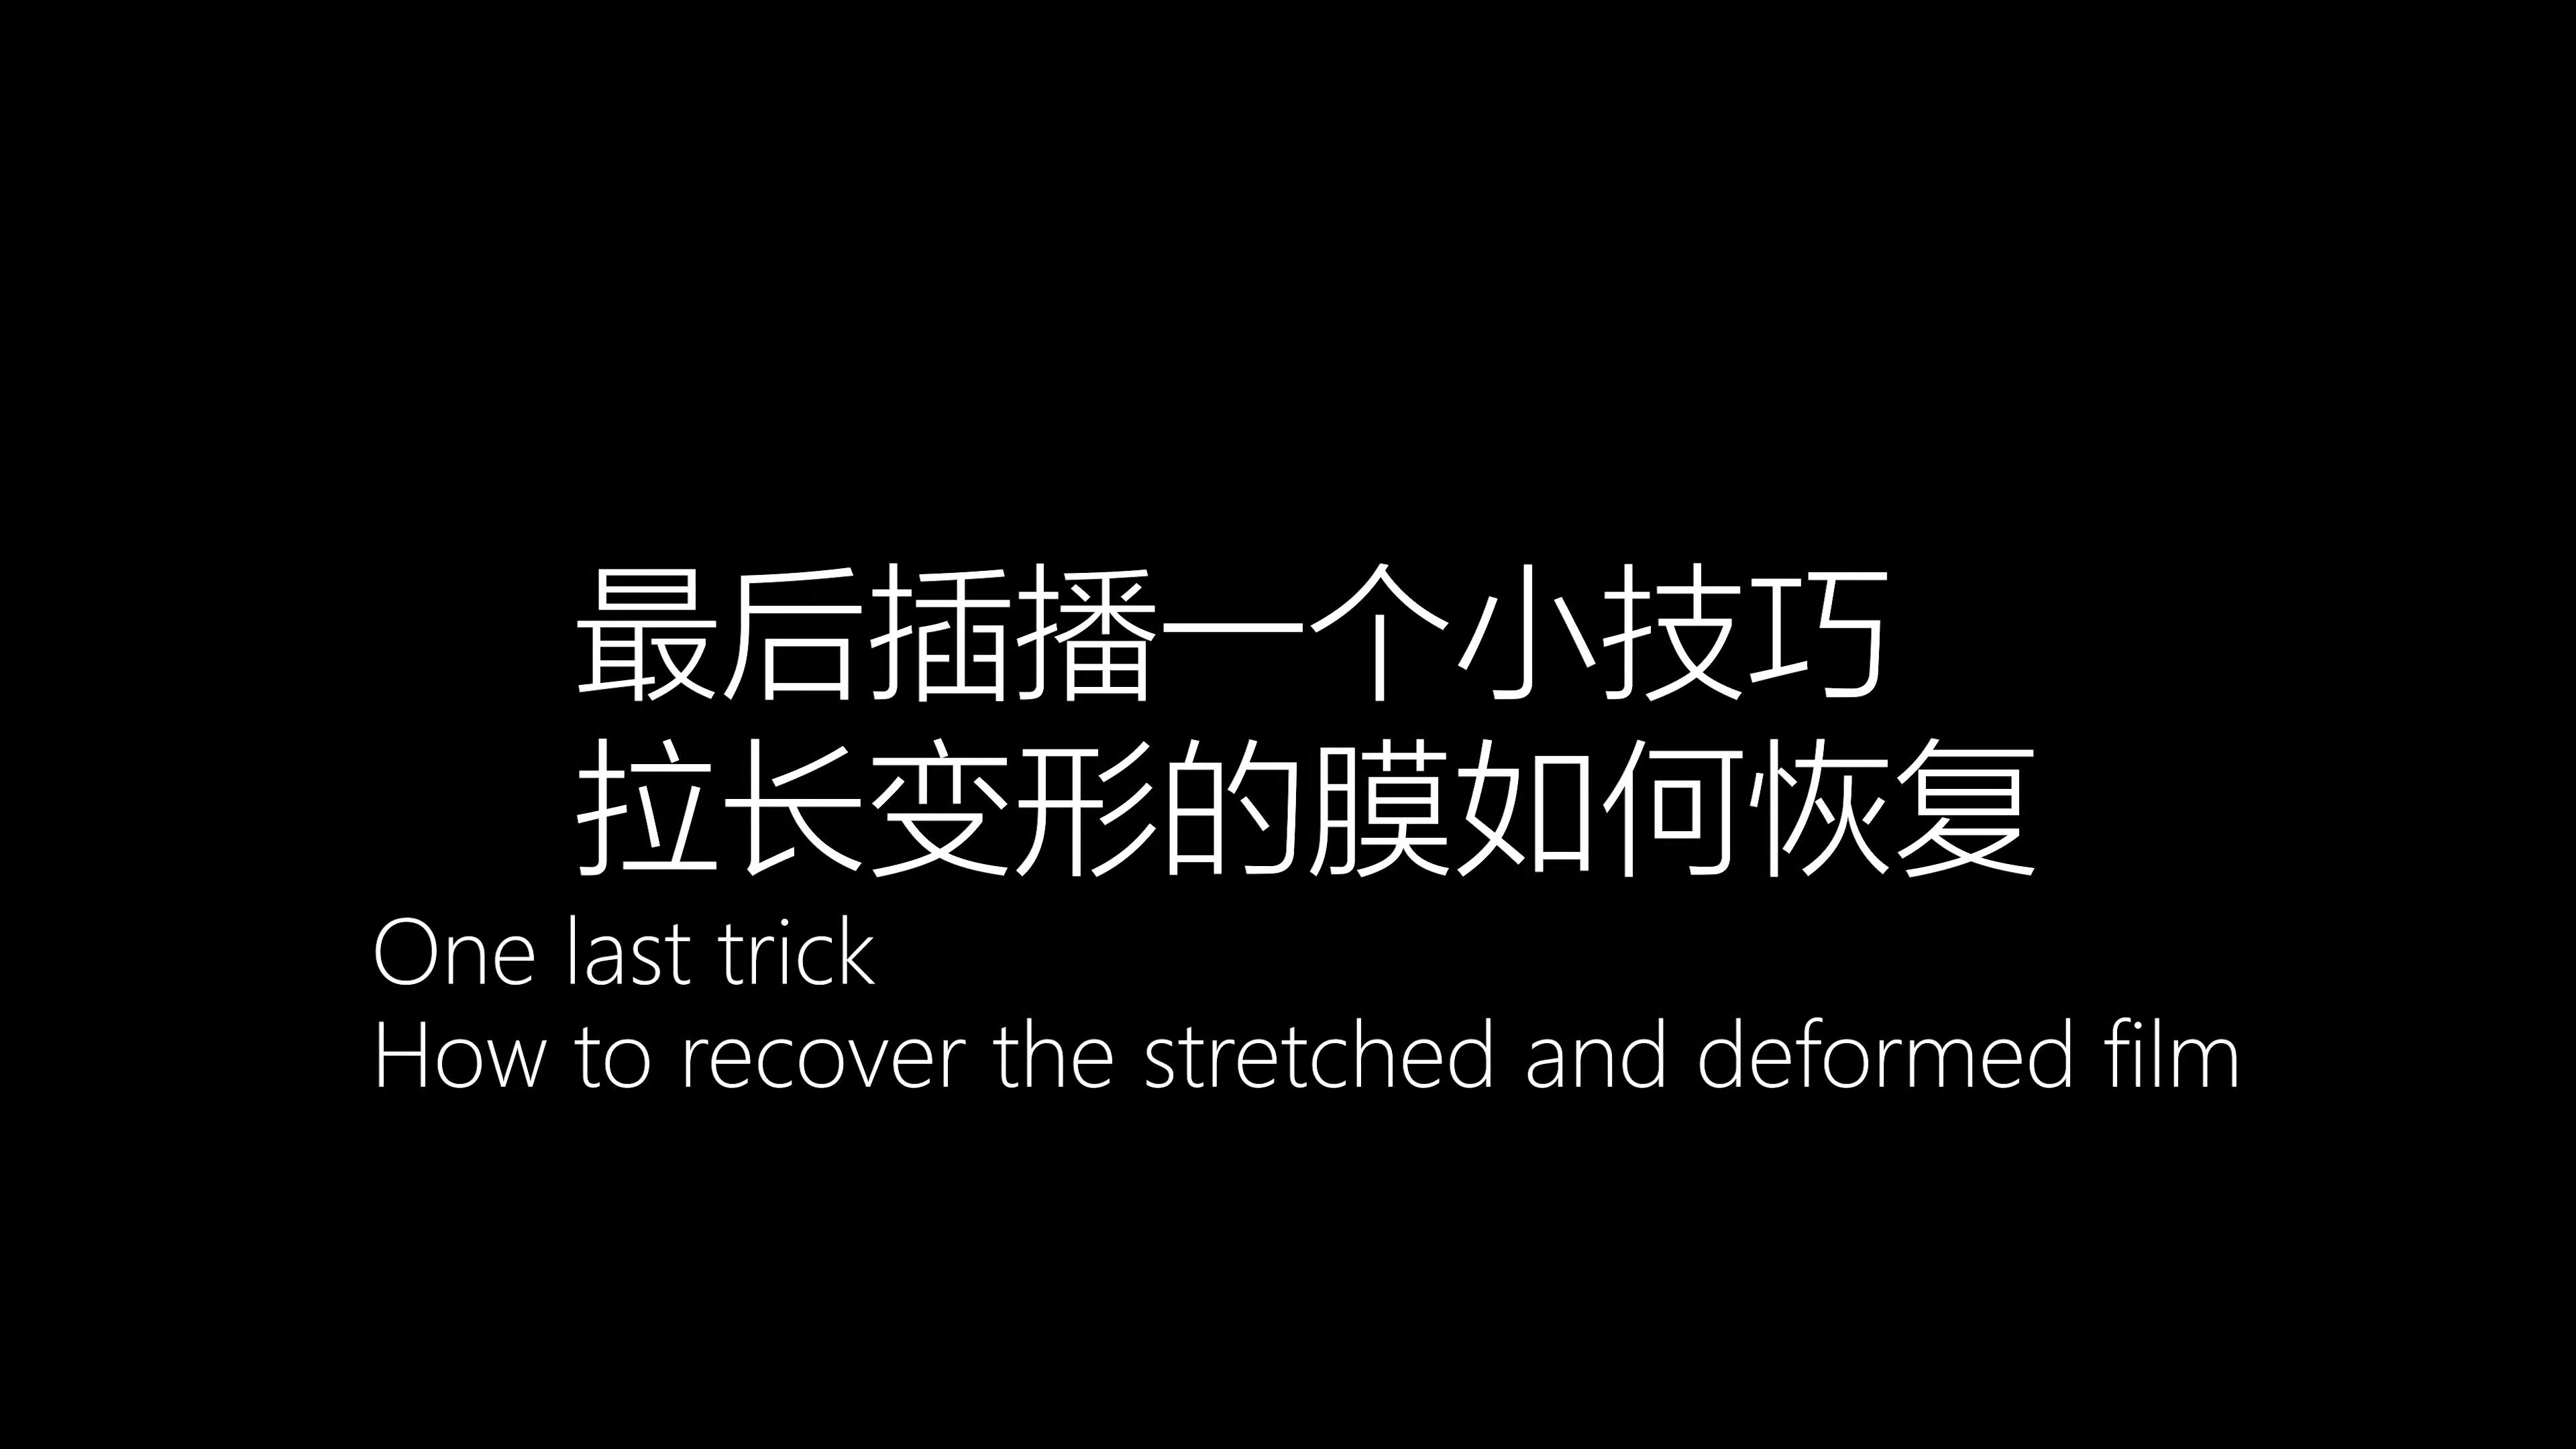 最后插播一个小技巧
拉长变形的膜如何恢复
One last trick
How to recover the stretched and deformed film